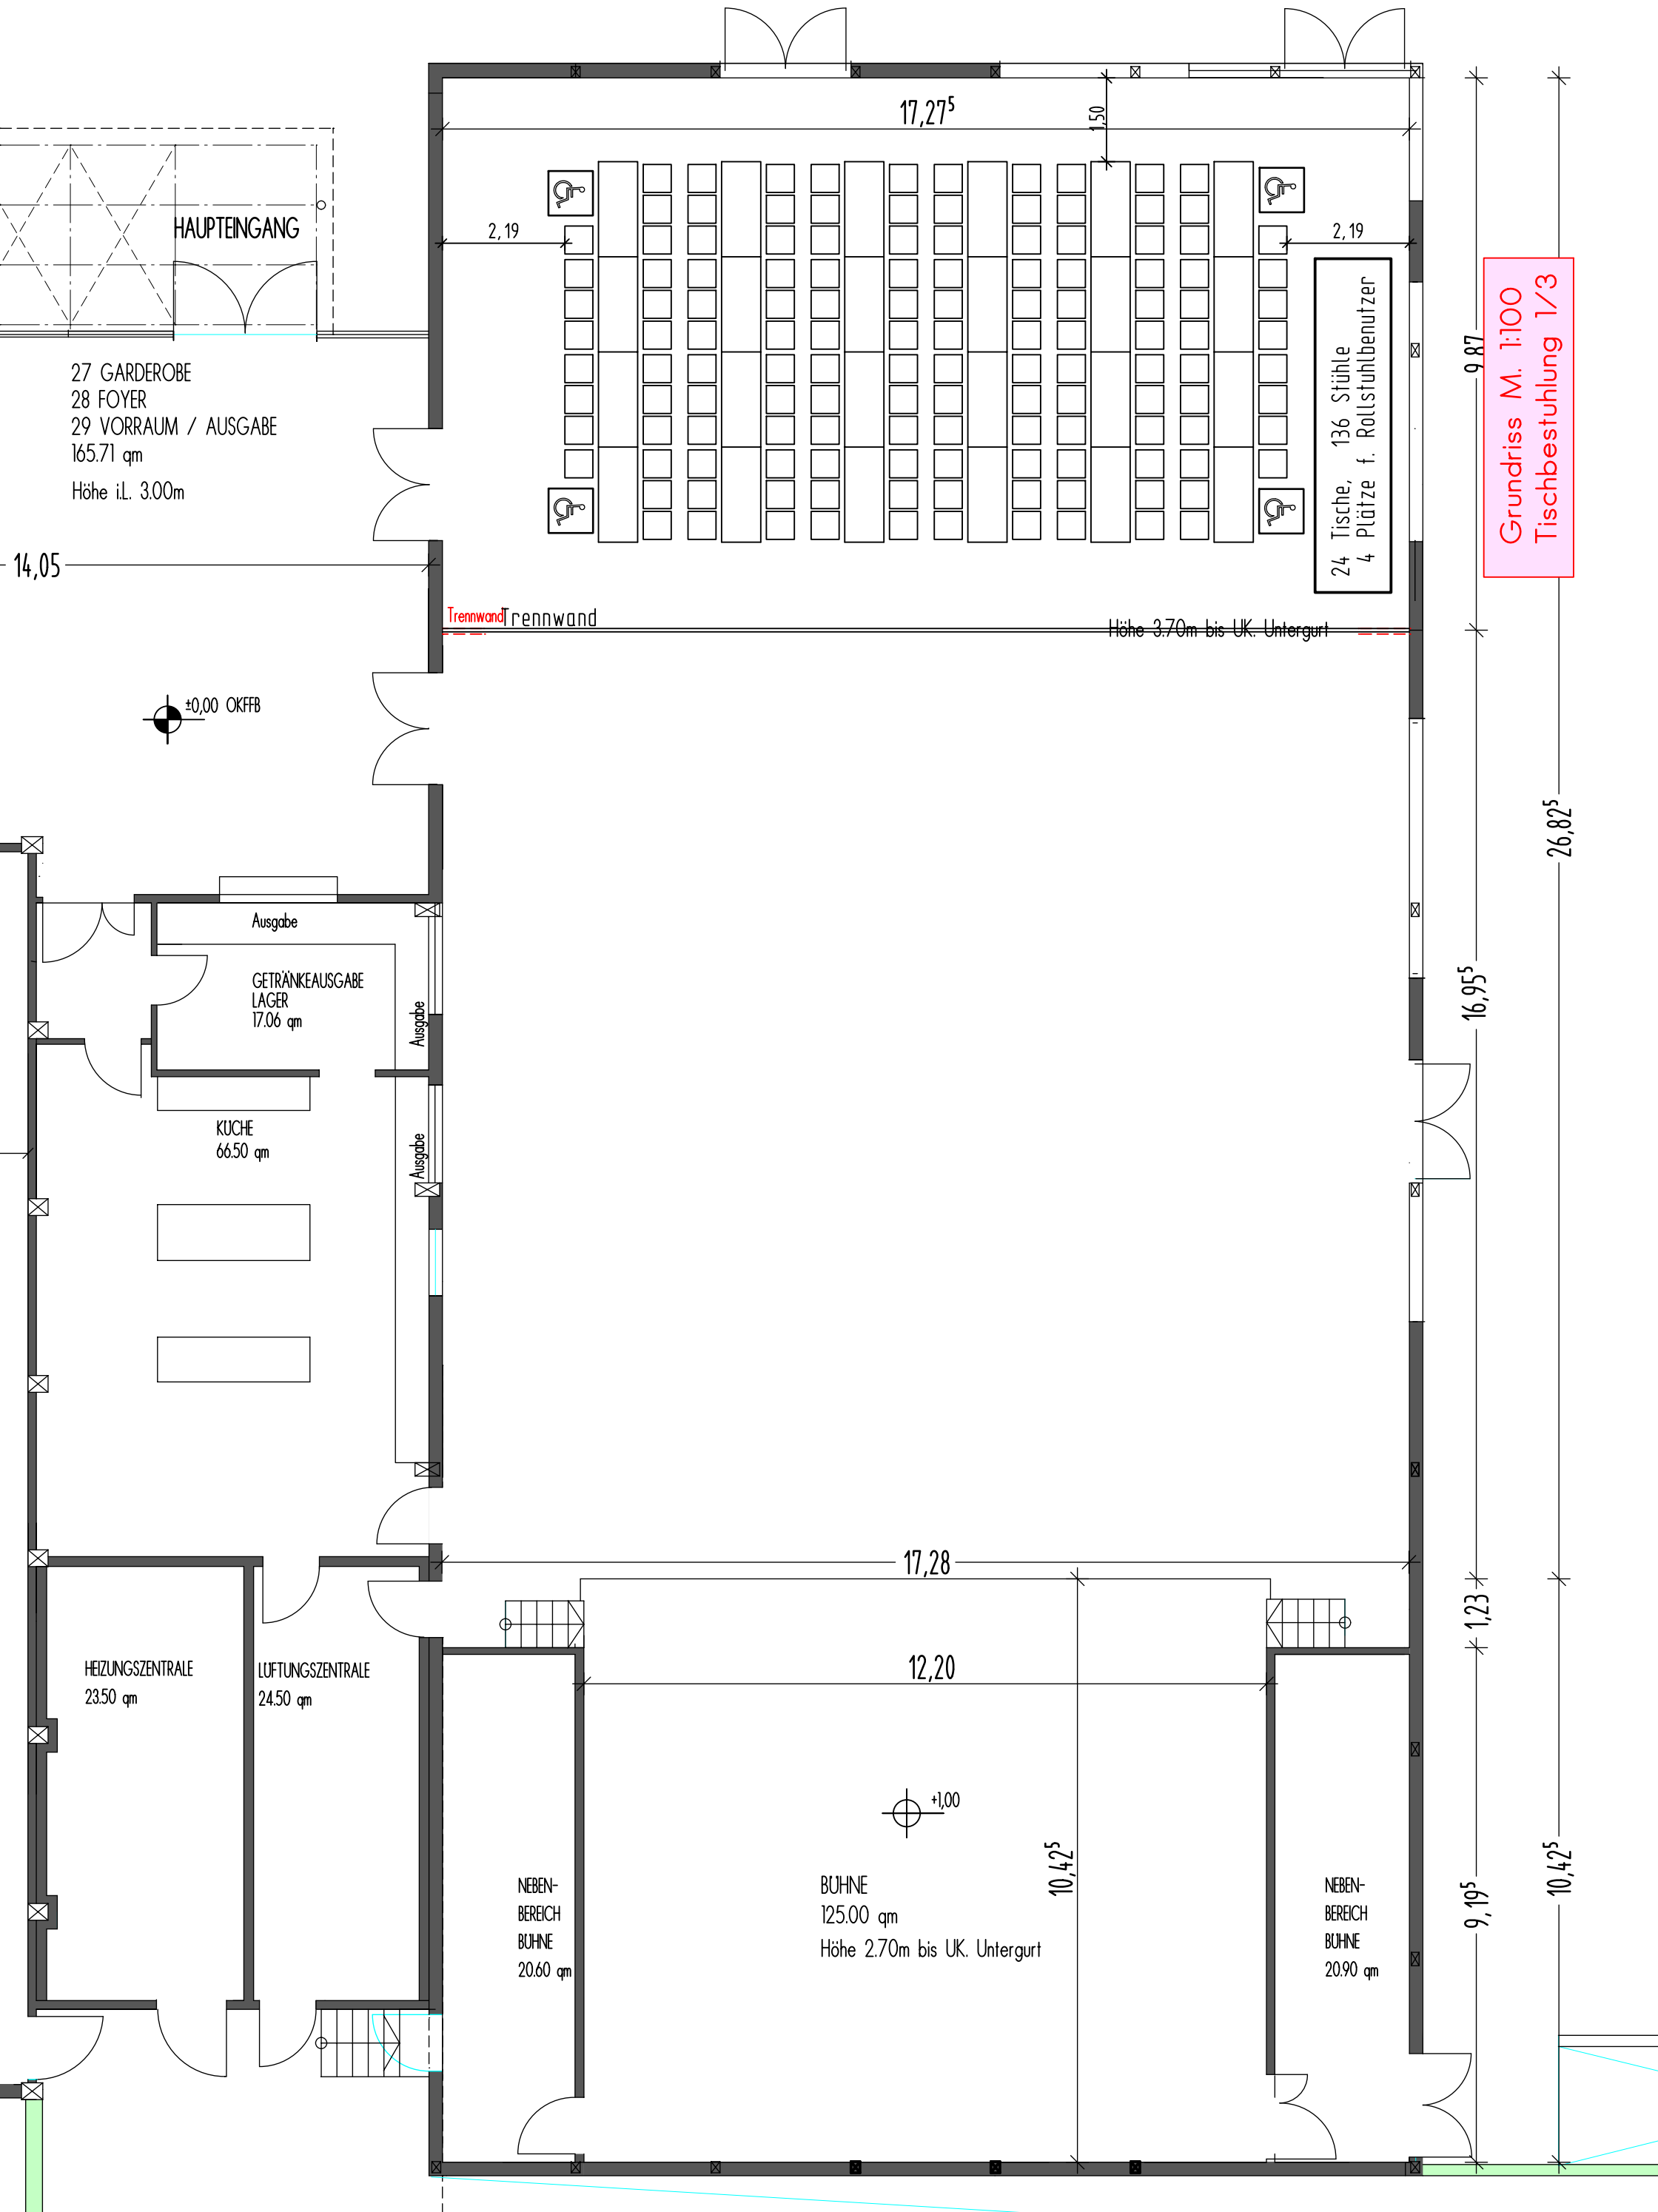 17,27⁵
1,50
HAUPTEINGANG
2,19
2,19
24 Tische, 136 Stühle
4 Plätze f. Rollstuhlbenutzer
9,87
Grundriss M. 1:100
Tischbestuhlung 1/3
27 GARDEROBE
28 FOYER
29 VORRAUM / AUSGABE
165.71 qm
Höhe i.L. 3.00m
14,05
Trennwand
Trennwand
Höhe 3.70m bis UK. Untergurt
±0,00 OKFFB
26,82⁵
Ausgabe
GETRÄNKEAUSGABE
LAGER
17.06 qm
Ausgabe
16,95⁵
KÜCHE
66.50 qm
Ausgabe
17,28
1,23
HEIZUNGSZENTRALE
23.50 qm
LÜFTUNGSZENTRALE
24.50 qm
12,20
+1,00
10,42⁵
NEBEN-
BEREICH
BÜHNE
20.60 qm
BÜHNE
125.00 qm
Höhe 2.70m bis UK. Untergurt
NEBEN-
BEREICH
BÜHNE
20.90 qm
9,19⁵
10,42⁵